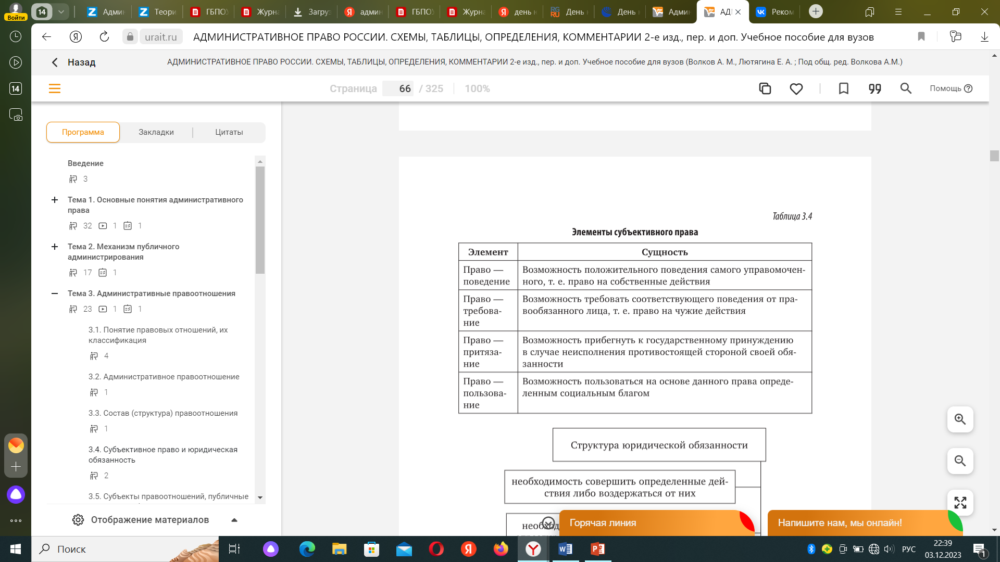 Войти
14
Админ
Теори
ГБПОУ
Журна
Загруз
админ
ГБПОУ
Журна
день н
День
День
Админ
АД
Реком
urait.ru
АДМИНИСТРАТИВНОЕ ПРАВО РОССИИ. СХЕМЫ, ТАБЛИЦЫ, ОПРЕДЕЛЕНИЯ, КОММЕНТАРИИ 2-е изд., пер. и доп. Учебное пособие для вузов
14
Назад
АДМИНИСТРАТИВНОЕ ПРАВО РОССИИ. СХЕМЫ, ТАБЛИЦЫ, ОПРЕДЕЛЕНИЯ, КОММЕНТАРИИ 2-е изд., пер. и доп. Учебное пособие для вузов (Волков А. М., Лютягина Е. А. ; Под общ. ред. Волкова А.М.)
Страница 66 / 325 100%
Помощь
Программа
Закладки
Цитаты
Введение
3
Тема 1. Основные понятия административного
права
32 1 1
Тема 2. Механизм публичного
администрирования
17 1
Тема 3. Административные правоотношения
23 1 1
3.1. Понятие правовых отношений, их
классификация
4
3.2. Административное правоотношение
1
3.3. Состав (структура) правоотношения
1
3.4. Субъективное право и юридическая
обязанность
2
3.5. Субъекты правоотношений, публичные
Отображение материалов
Таблица 3.4
Элементы субъективного права
Элемент Сущность
Право — Возможность положительного поведения самого управомочен-
поведение ного, т. е. право на собственные действия
Право — Возможность требовать соответствующего поведения от пра-
требова- вообязанного лица, т. е. право на чужие действия
ние
Право — Возможность прибегнуть к государственному принуждению
притяза- в случае неисполнения противостоящей стороной своей обя-
ние занности
Право — Возможность пользоваться на основе данного права опреде-
пользова- ленным социальным благом
ние
Структура юридической обязанности
необходимость совершить определенные дей-
ствия либо воздержаться от них
Горячая линия
Напишите нам, мы онлайн!
Поиск
РУС
22:39
03.12.2023
1